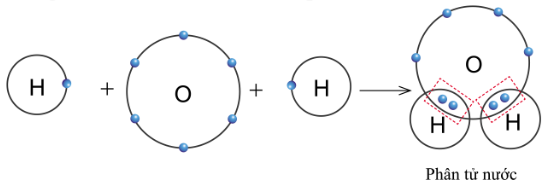 H + O + H
O
H H
Phân tử nước